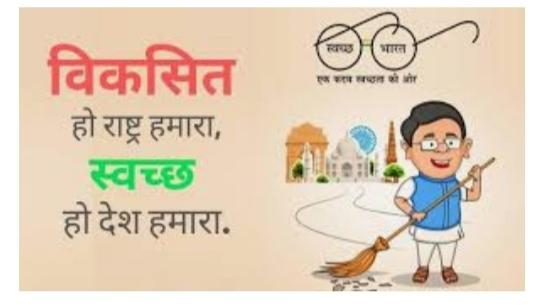 विकसित
हो राष्ट्र हमारा,
स्वच्छ
हो देश हमारा.
स्वच्छ भारत
एक कदम स्वच्छता की ओर